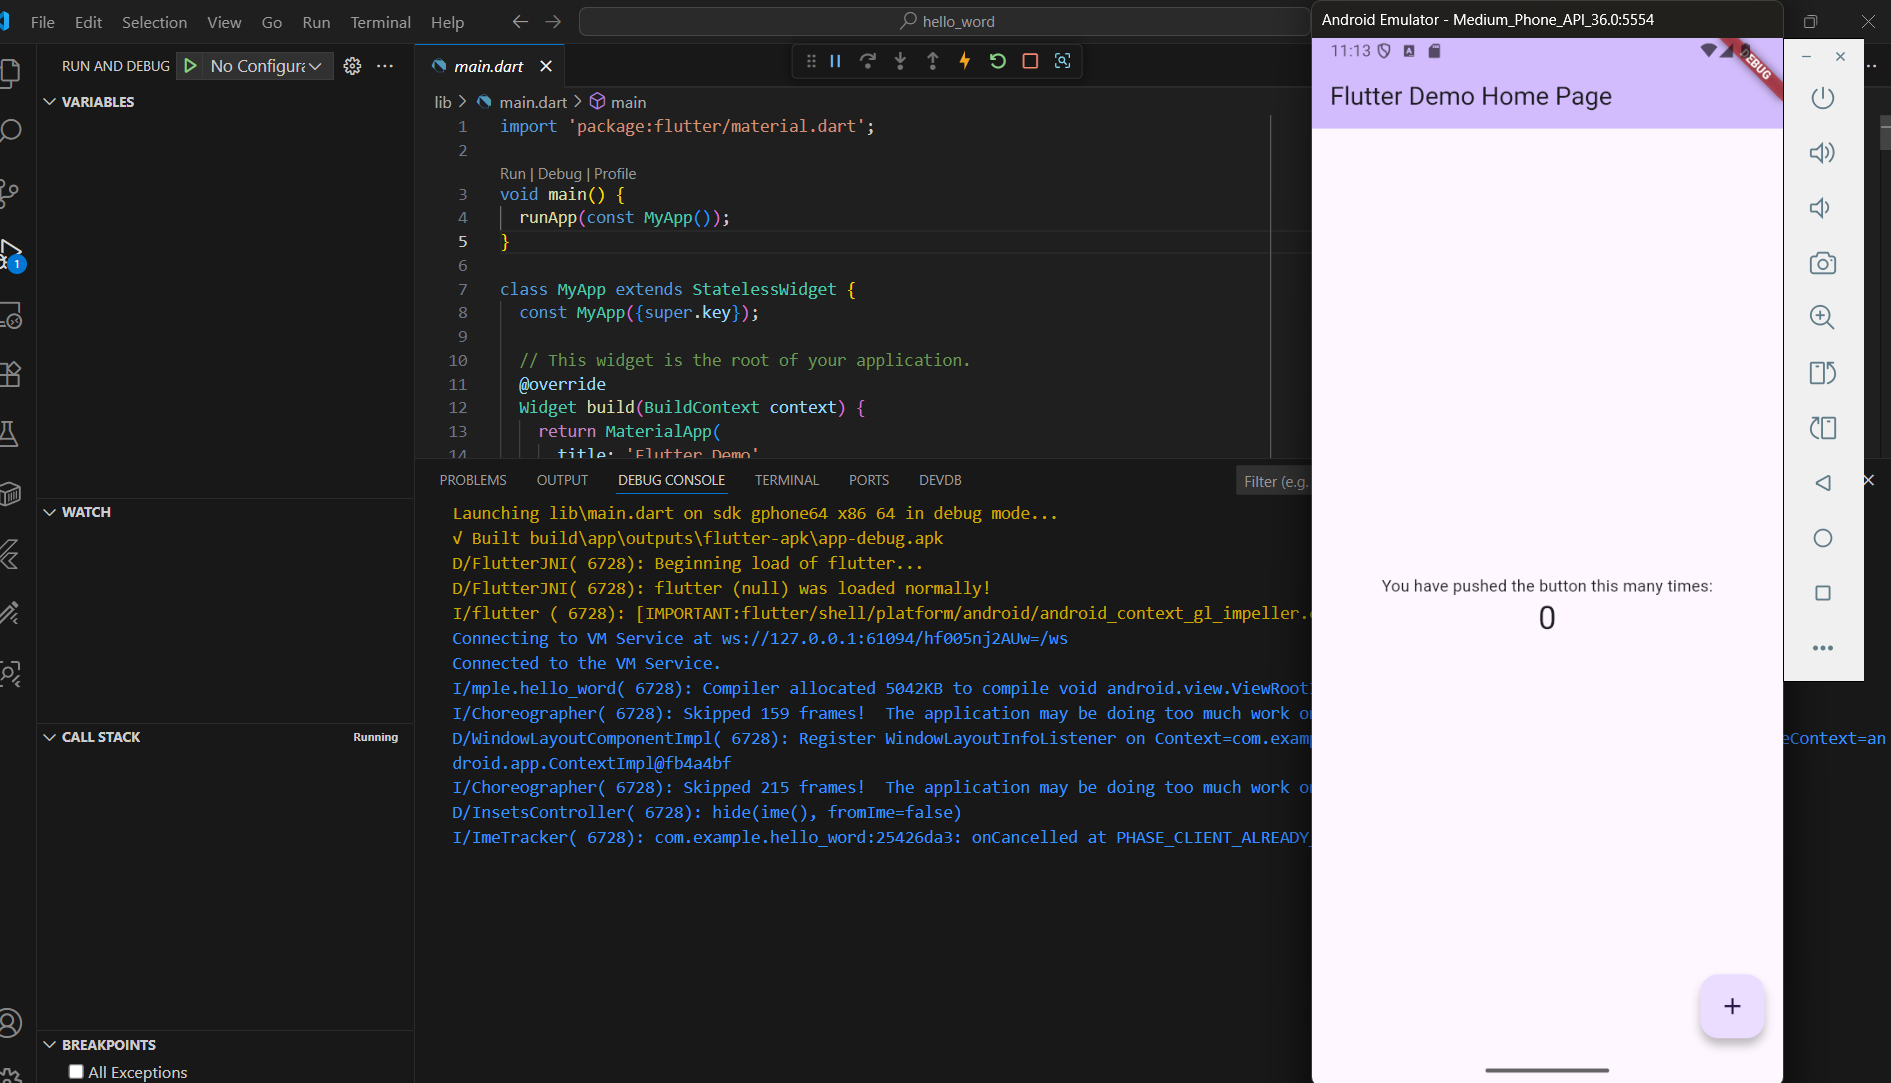 File Edit Selection View Go Run Terminal Help
hello_word
RUN AND DEBUG No Configura
VARIABLES
WATCH
CALL STACK Running
BREAKPOINTS
All Exceptions
1
main.dart
lib > main.dart > main
1 import 'package:flutter/material.dart';
2
Run | Debug | Profile
3 void main() {
4 runApp(const MyApp());
5 }
6
7 class MyApp extends StatelessWidget {
8 const MyApp({super.key});
9
10 // This widget is the root of your application.
11 @override
12 Widget build(BuildContext context) {
13 return MaterialApp(
14 title: 'Flutter Demo'
PROBLEMS OUTPUT DEBUG CONSOLE TERMINAL PORTS DEVDB
Filter (e.g.
Launching lib\main.dart on sdk gphone64 x86 64 in debug mode...
√ Built build\app\outputs\flutter-apk\app-debug.apk
D/FlutterJNI( 6728): Beginning load of flutter...
D/FlutterJNI( 6728): flutter (null) was loaded normally!
I/flutter ( 6728): [IMPORTANT:flutter/shell/platform/android/android_context_gl_impeller.
Connecting to VM Service at ws://127.0.0.1:61094/hf005nj2AUw=/ws
Connected to the VM Service.
I/mple.hello_word( 6728): Compiler allocated 5042KB to compile void android.view.ViewRoot
I/Choreographer( 6728): Skipped 159 frames!  The application may be doing too much work o
D/WindowLayoutComponentImpl( 6728): Register WindowLayoutInfoListener on Context=com.exam eContext=an
droid.app.ContextImpl@fb4a4bf
I/Choreographer( 6728): Skipped 215 frames!  The application may be doing too much work o
D/InsetsController( 6728): hide(ime(), fromIme=false)
I/ImeTracker( 6728): com.example.hello_word:25426da3: onCancelled at PHASE_CLIENT_ALREADY_
Android Emulator - Medium_Phone_API_36.0:5554
11:13
DEBUG
Flutter Demo Home Page
You have pushed the button this many times:
0